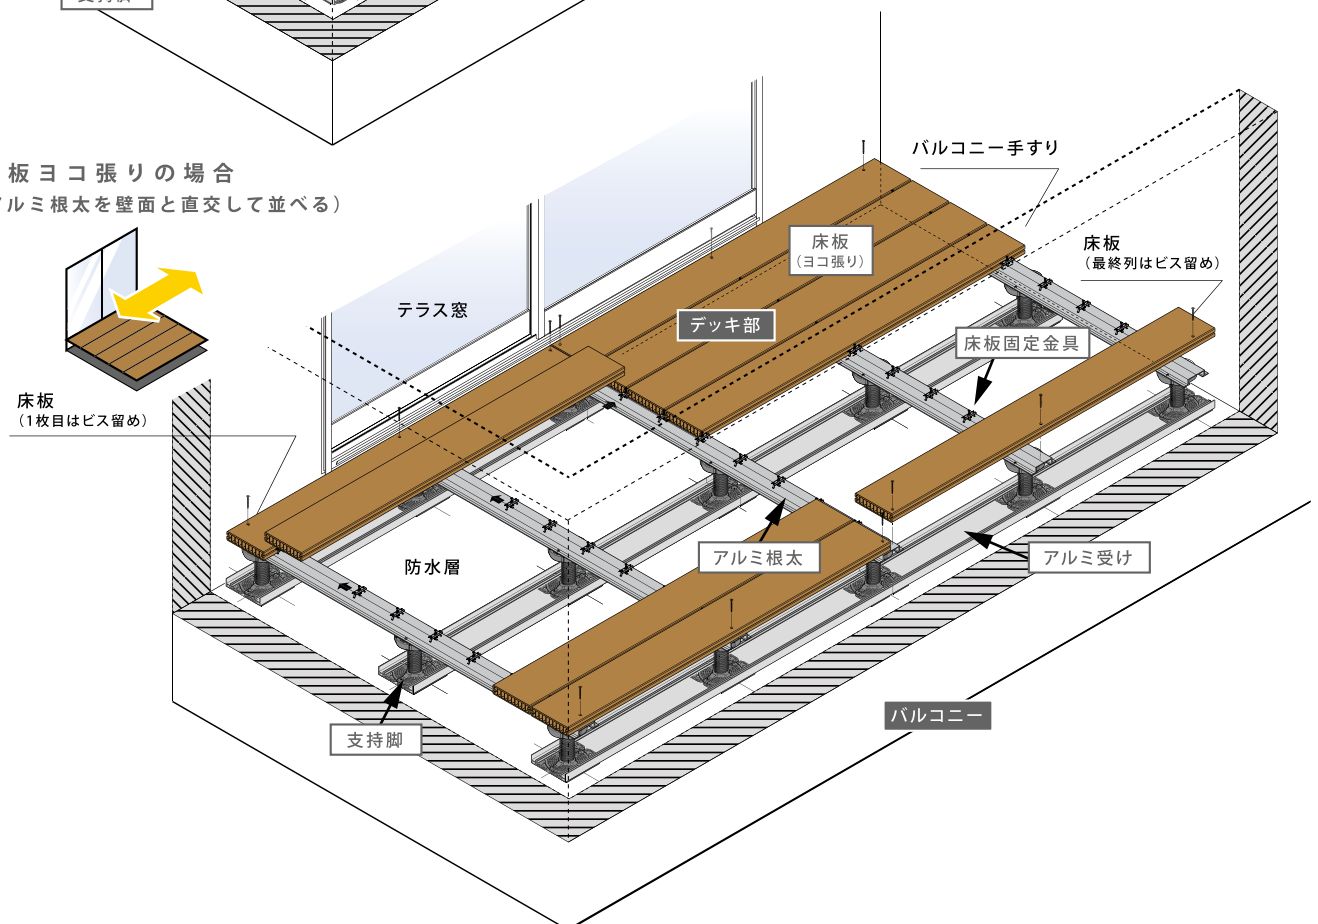 板ヨコ張りの場合
アルミ根太を壁面と直交して並べる）
バルコニー手すり
床板
（ヨコ張り）
床板
（最終列はビス留め）
テラス窓
デッキ部
床板固定金具
床板
（1枚目はビス留め）
アルミ根太
アルミ受け
防水層
バルコニー
支持脚